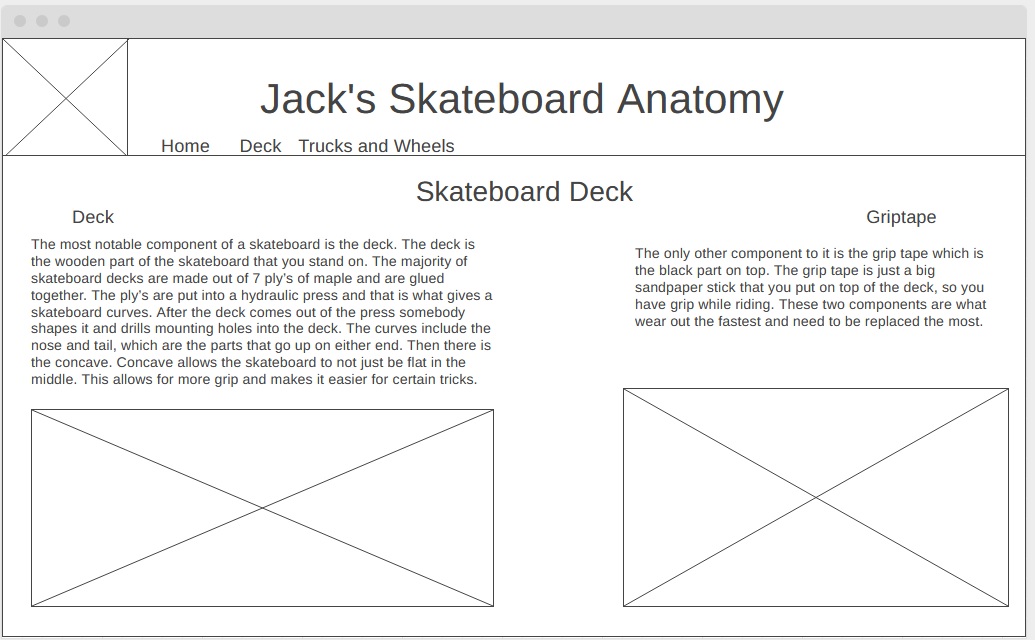 Jack's Skateboard Anatomy
Home Deck Trucks and Wheels
Skateboard Deck
Deck
The most notable component of a skateboard is the deck. The deck is
the wooden part of the skateboard that you stand on. The majority of
skateboard decks are made out of 7 ply’s of maple and are glued
together. The ply’s are put into a hydraulic press and that is what gives a
skateboard curves. After the deck comes out of the press somebody
shapes it and drills mounting holes into the deck. The curves include the
nose and tail, which are the parts that go up on either end. Then there is
the concave. Concave allows the skateboard to not just be flat in the
middle. This allows for more grip and makes it easier for certain tricks.
Griptape
The only other component to it is the grip tape which is
the black part on top. The grip tape is just a big
sandpaper stick that you put on top of the deck, so you
have grip while riding. These two components are what
wear out the fastest and need to be replaced the most.